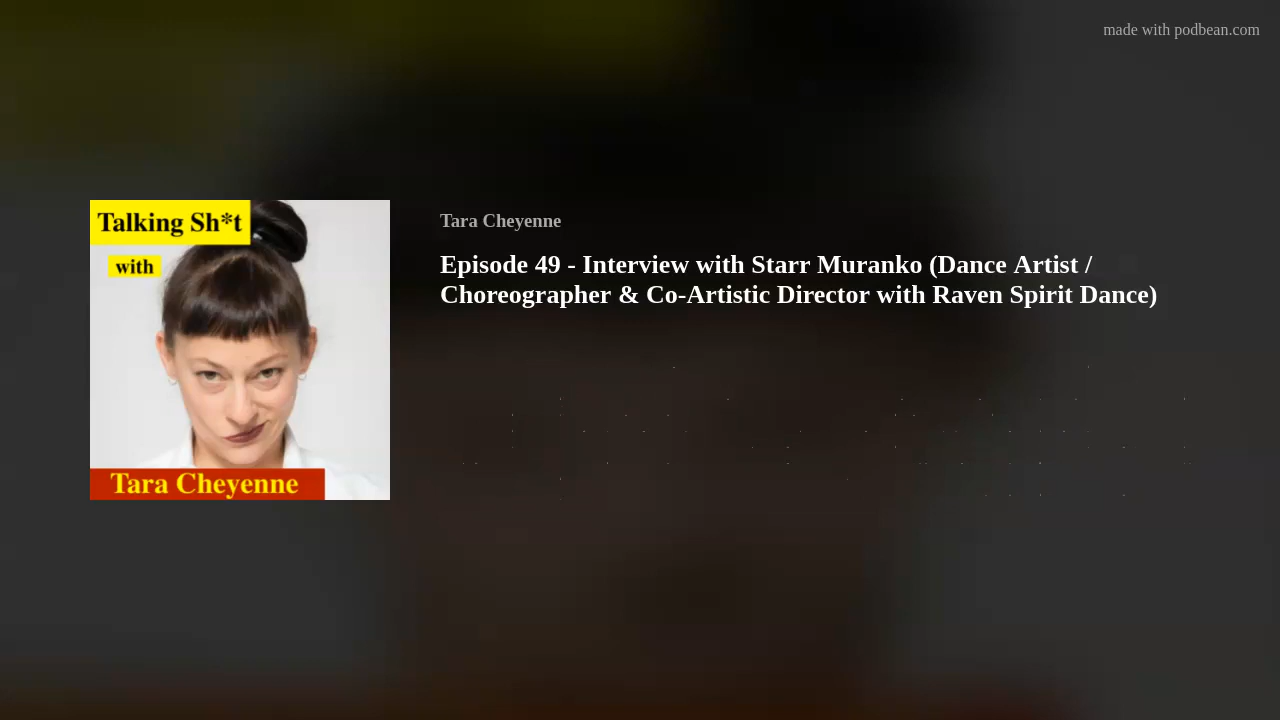 made with podbean.com
Talking Sh*t
with
Tara Cheyenne
Tara Cheyenne
Episode 49 - Interview with Starr Muranko (Dance Artist /
Choreographer & Co-Artistic Director with Raven Spirit Dance)